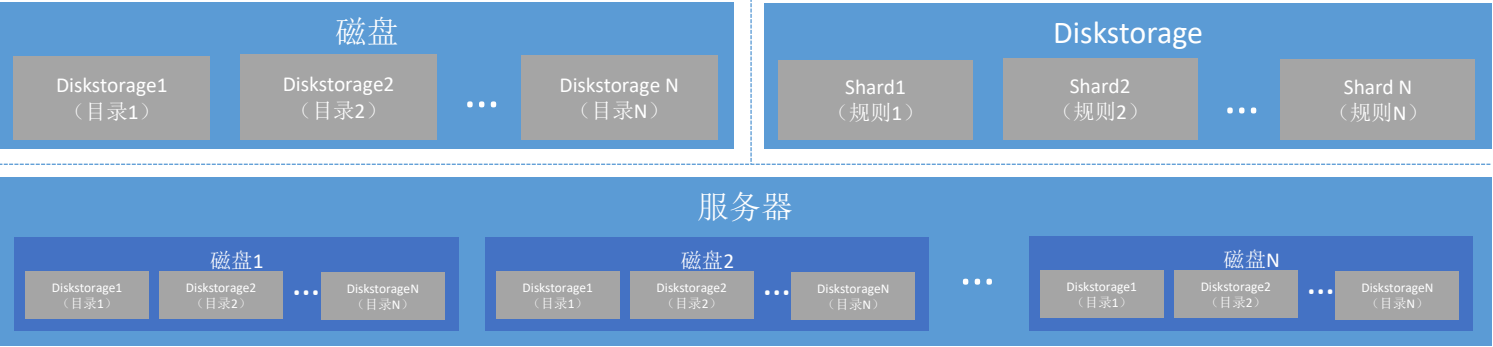 磁盘
Diskstorage1
（目录1）
Diskstorage2
（目录2）
...
Diskstorage N
（目录N）
Diskstorage
Shard1
（规则1）
Shard2
（规则2）
...
Shard N
（规则N）
服务器
磁盘1
Diskstorage1
（目录1）
Diskstorage2
（目录2）
...
DiskstorageN
（目录N）
磁盘2
Diskstorage1
（目录1）
Diskstorage2
（目录2）
...
DiskstorageN
（目录N）
...
磁盘N
Diskstorage1
（目录1）
Diskstorage2
（目录2）
...
DiskstorageN
（目录N）